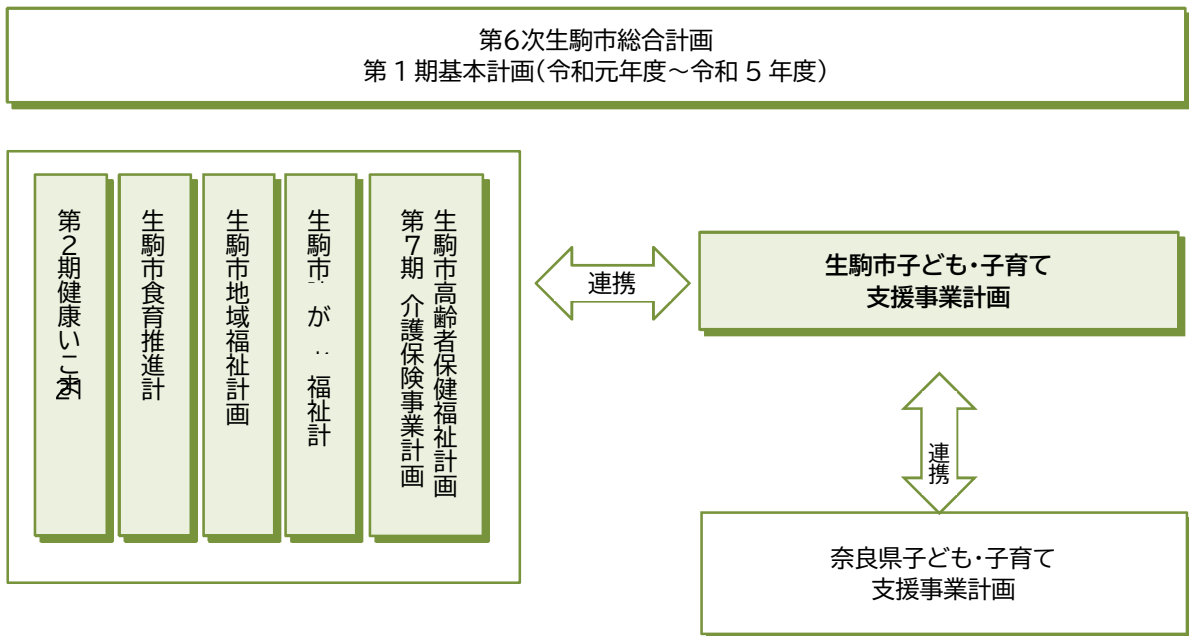 第6次生駒市総合計画
第1期基本計画(令和元年度～令和5年度)
第2期健康いこま21
生駒市食育推進計
生駒市地域福祉計画
生駒市
が
福祉計
生駒市高齢者保健福祉計画
第7期 介護保険事業計画
連携
生駒市子ども・子育て
支援事業計画
連携
奈良県子ども・子育て
支援事業計画